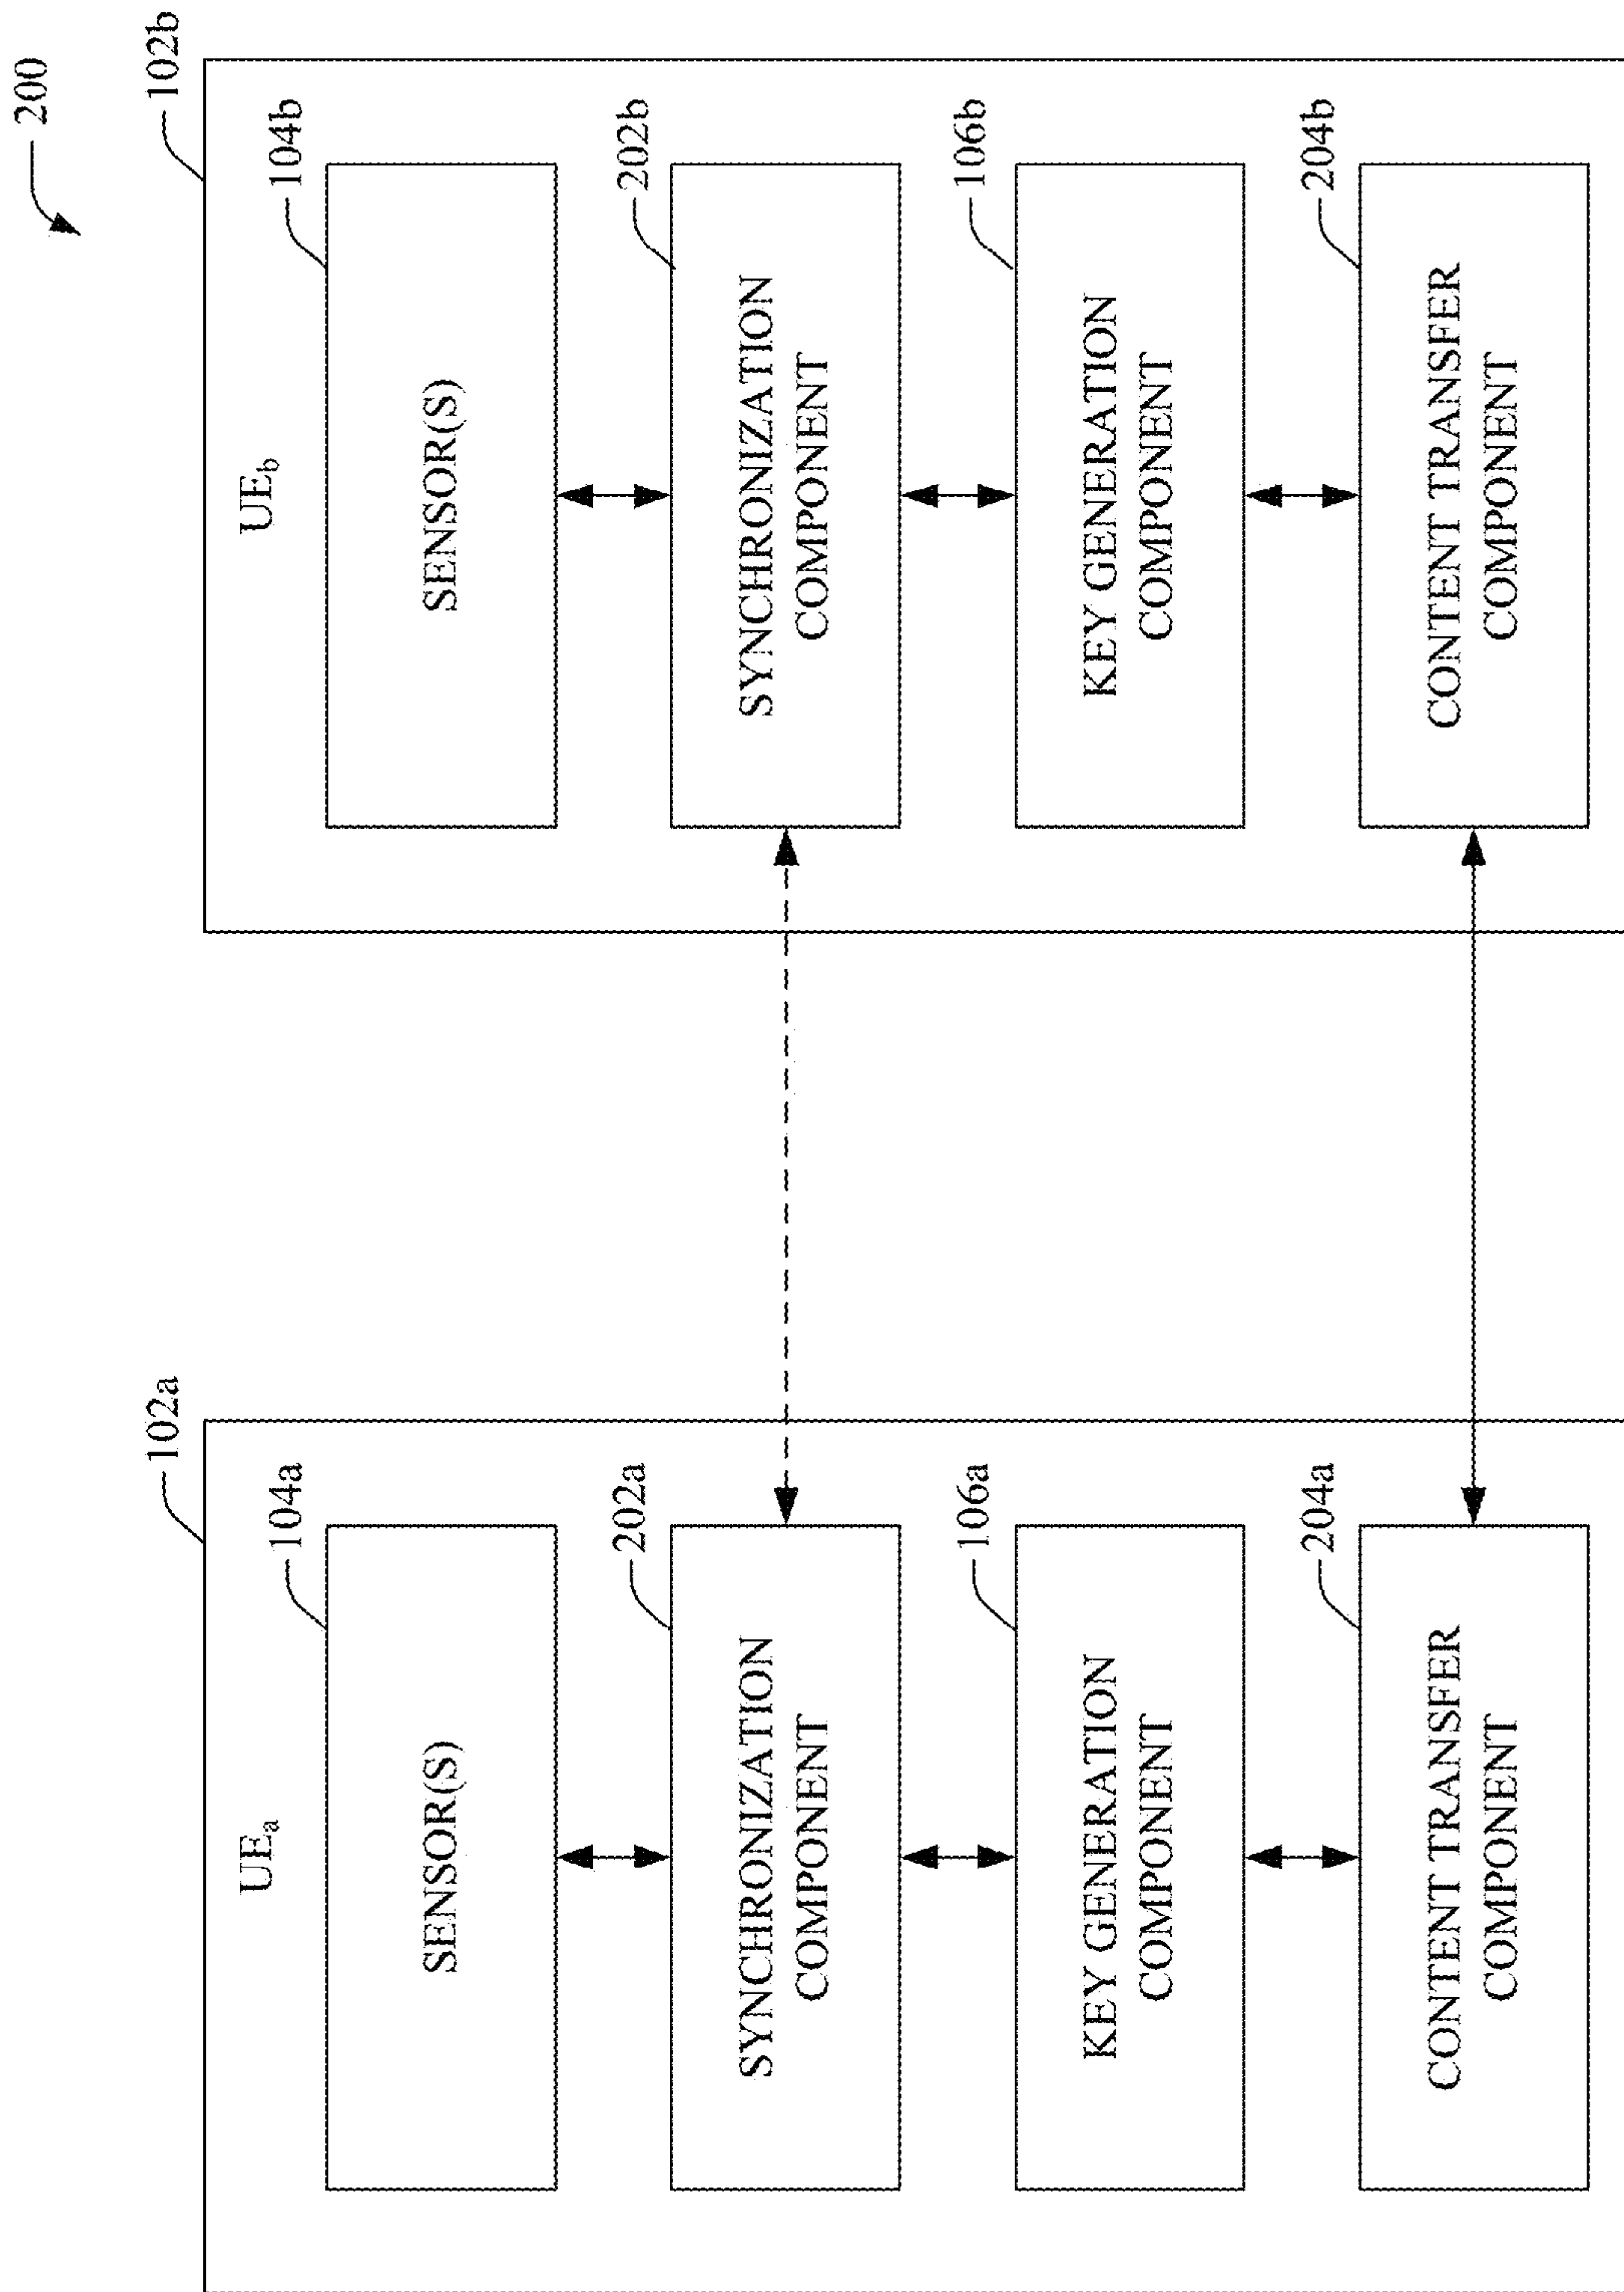 200
102a
UEa
104a
SENSOR(S)
202a
SYNCHRONIZATION
COMPONENT
106a
KEY GENERATION
COMPONENT
204a
CONTENT TRANSFER
COMPONENT
102b
UEb
104b
SENSOR(S)
202b
SYNCHRONIZATION
COMPONENT
106b
KEY GENERATION
COMPONENT
204b
CONTENT TRANSFER
COMPONENT